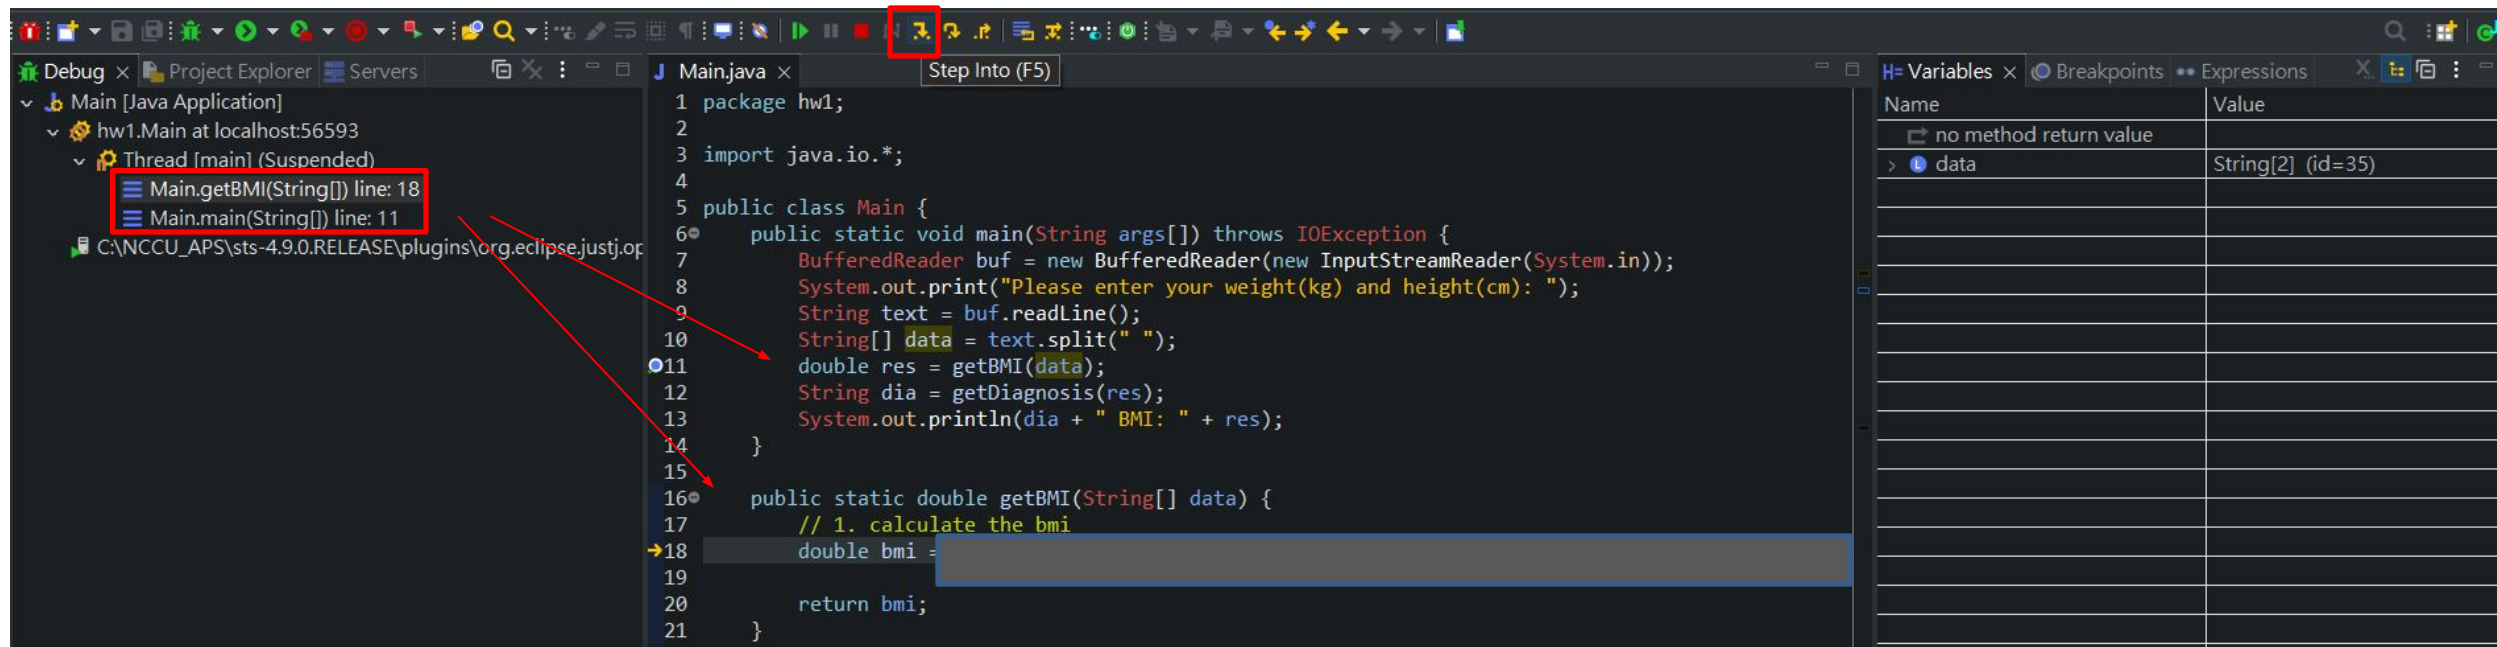 Debug
Project Explorer
Servers
Main [Java Application]
hw1.Main at localhost:56593
Thread [main] (Suspended)
Main.getBMI(String[]) line: 18
Main.main(String[]) line: 11
C:\NCCU_APS\sts-4.9.0.RELEASE\plugins\org.eclipse.justj.op
Main.java
Step Into (F5)
1 package hw1;
2
3 import java.io.*;
4
5 public class Main {
6 public static void main(String args[]) throws IOException {
7 BufferedReader buf = new BufferedReader(new InputStreamReader(System.in));
8 System.out.print("Please enter your weight(kg) and height(cm): ");
9 String text = buf.readLine();
10 String[] data = text.split(" ");
11 double res = getBMI(data);
12 String dia = getDiagnosis(res);
13 System.out.println(dia + " BMI: " + res);
14 }
15
16 public static double getBMI(String[] data) {
17 // 1. calculate the bmi
18 double bmi =
19
20 return bmi;
21 }
Variables
Breakpoints
Expressions
Name Value
no method return value
data String[2] (id=35)